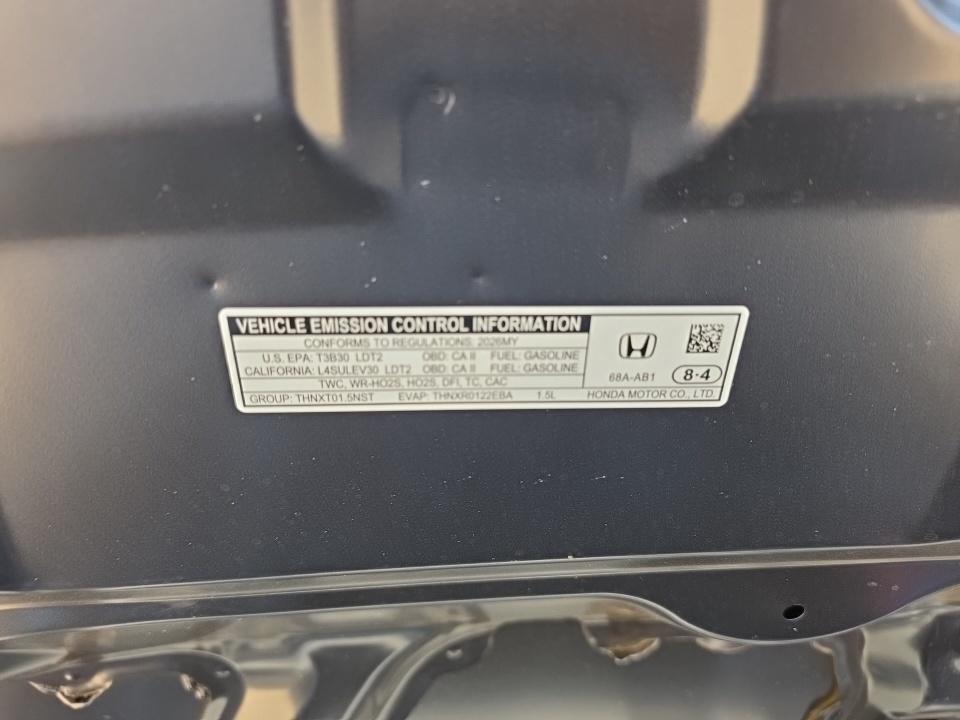 VEHICLE EMISSION CONTROL INFORMATION
CONFORMS TO REGULATIONS: 2026MY
U.S. EPA: T3B30 LDT2 OBD: CA II FUEL: GASOLINE
CALIFORNIA: L4SULEV30 LDT2 OBD: CA II FUEL: GASOLINE
TWC, WR-HO2S, HO2S, DFI, TC, CAC
GROUP: THNXT01.5NST EVAP: THNXR0122EBA 1.5L
68A-AB1 8-4
HONDA MOTOR CO., LTD.